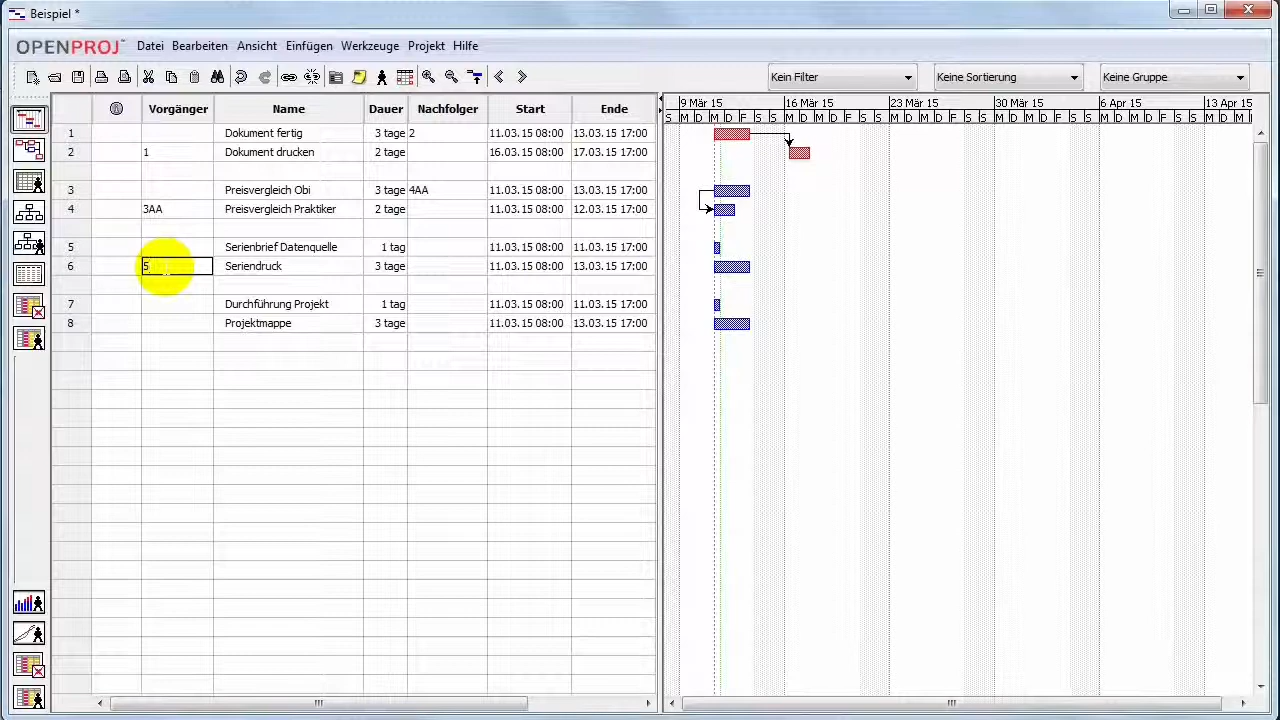 Beispiel *
OPENPROJ™ Datei Bearbeiten Ansicht Einfügen Werkzeuge Projekt Hilfe
Kein Filter Keine Sortierung Keine Gruppe
Vorgänger Name Dauer Nachfolger Start Ende
9 Mär 15 16 Mär 15 23 Mär 15 30 Mär 15 6 Apr 15 13 Apr 15
S M D M D F S S M D M D F S S M D M D F S S M D M D F S S M D M D F S S M D M
1 Dokument fertig 3 tage 2 11.03.15 08:00 13.03.15 17:00
2 1 Dokument drucken 2 tage 16.03.15 08:00 17.03.15 17:00
3 Preisvergleich Obi 3 tage 4AA 11.03.15 08:00 13.03.15 17:00
4 3AA Preisvergleich Praktiker 2 tage 11.03.15 08:00 12.03.15 17:00
5 Serienbrief Datenquelle 1 tag 11.03.15 08:00 11.03.15 17:00
6 5 Seriendruck 3 tage 11.03.15 08:00 13.03.15 17:00
7 Durchführung Projekt 1 tag 11.03.15 08:00 11.03.15 17:00
8 Projektmappe 3 tage 11.03.15 08:00 13.03.15 17:00